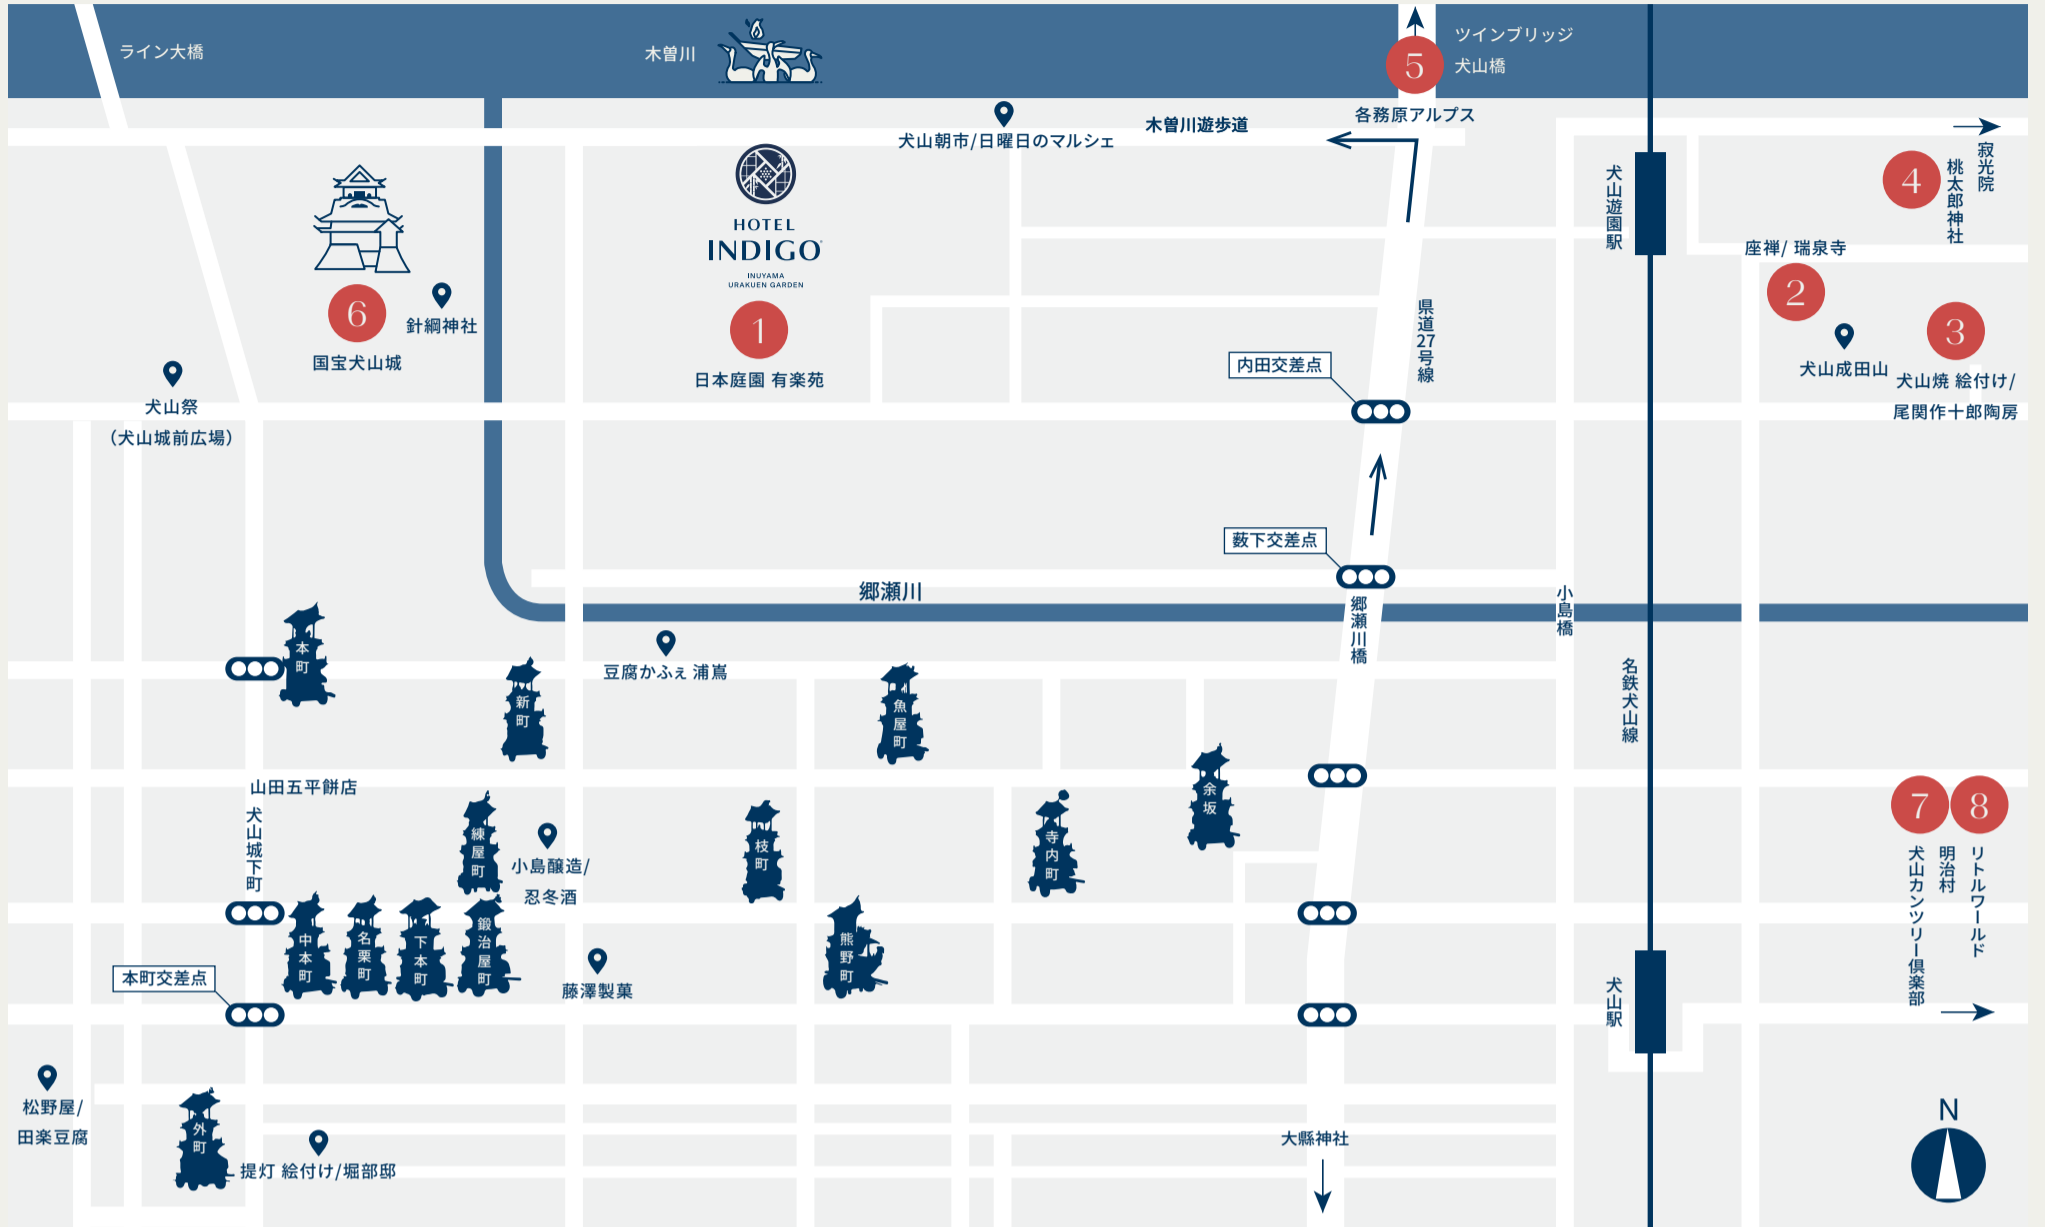 ライン大橋
木曽川
ツインブリッジ
犬山橋
5
各務原アルプス
木曽川遊歩道
犬山朝市/日曜日のマルシェ
HOTEL
INDIGO
INUYAMA
URAKUEN GARDEN
1
日本庭園 有楽苑
6
国宝犬山城
針綱神社
犬山祭
（犬山城前広場）
犬山遊園駅
4
桃太郎神社
寂光院
座禅/ 瑞泉寺
2
犬山成田山
3
犬山焼 絵付け/
尾関作十郎陶房
県道27号線
内田交差点
薮下交差点
郷瀬川
郷瀬川橋
小島橋
名鉄犬山線
豆腐かふぇ 浦嶌
本町
新町
魚屋町
余坂
山田五平餅店
犬山城下町
練屋町
小島醸造/
忍冬酒
枝町
寺内町
中本町
名栗町
下本町
鍛治屋町
熊野町
藤澤製菓
本町交差点
7
8
犬山カンツリー倶楽部
明治村
リトルワールド
犬山駅
松野屋/
田楽豆腐
外町
提灯 絵付け/堀部邸
大縣神社
N